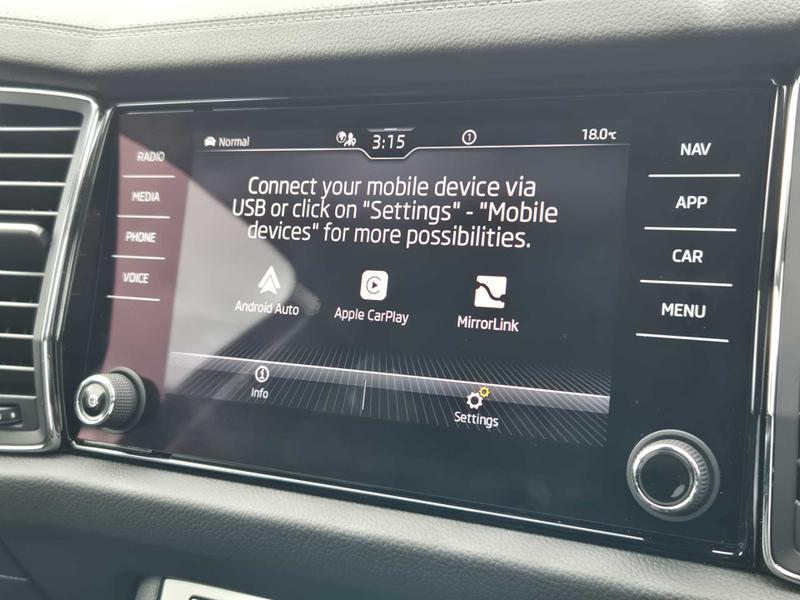 Normal
3:15
1
18.0°C
RADIO
MEDIA
PHONE
VOICE
NAV
APP
CAR
MENU
Connect your mobile device via
USB or click on "Settings" - "Mobile
devices" for more possibilities.
Android Auto
Apple CarPlay
MirrorLink
Info
Settings